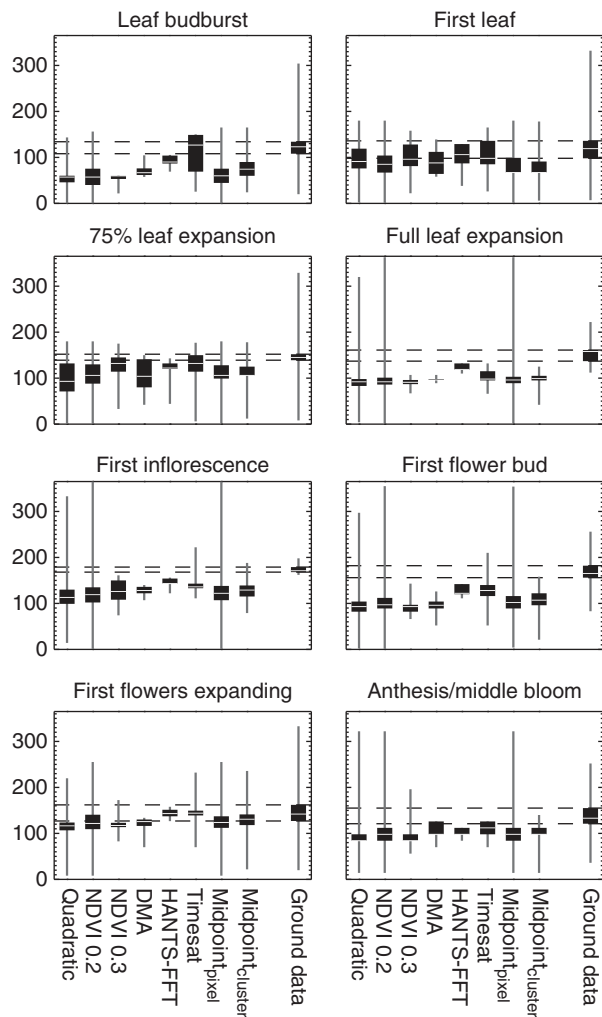 Leaf budburst
First leaf
300
200
100
0
75% leaf expansion
Full leaf expansion
300
200
100
0
First inflorescence
First flower bud
300
200
100
0
First flowers expanding
Anthesis/middle bloom
300
200
100
0
Quadratic
NDVI 0.2
NDVI 0.3
DMA
HANTS-FFT
Timesat
Midpointpixel
Midpointcluster
Ground data
Quadratic
NDVI 0.2
NDVI 0.3
DMA
HANTS-FFT
Timesat
Midpointpixel
Midpointcluster
Ground data